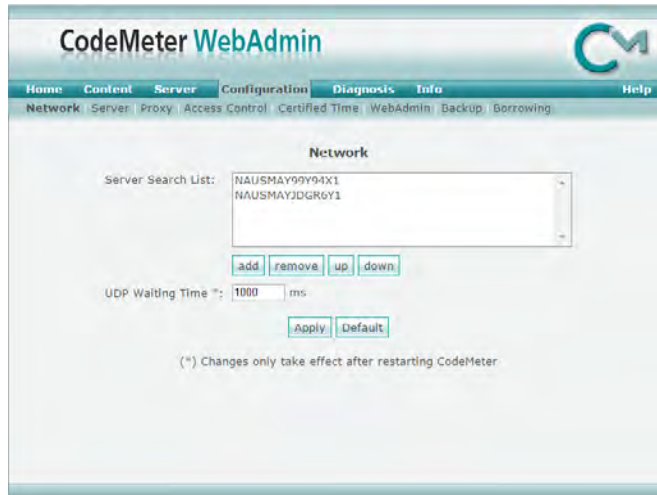 CodeMeter WebAdmin
CM
Home Content Server Configuration Diagnosis Info Help
Network Server Proxy Access Control Certified Time WebAdmin Backup Borrowing
Network
Server Search List: NAUSMAY99Y94X1
NAUSMAYJDGR6Y1
add remove up down
UDP Waiting Time *: 1000 ms
Apply Default
(*) Changes only take effect after restarting CodeMeter